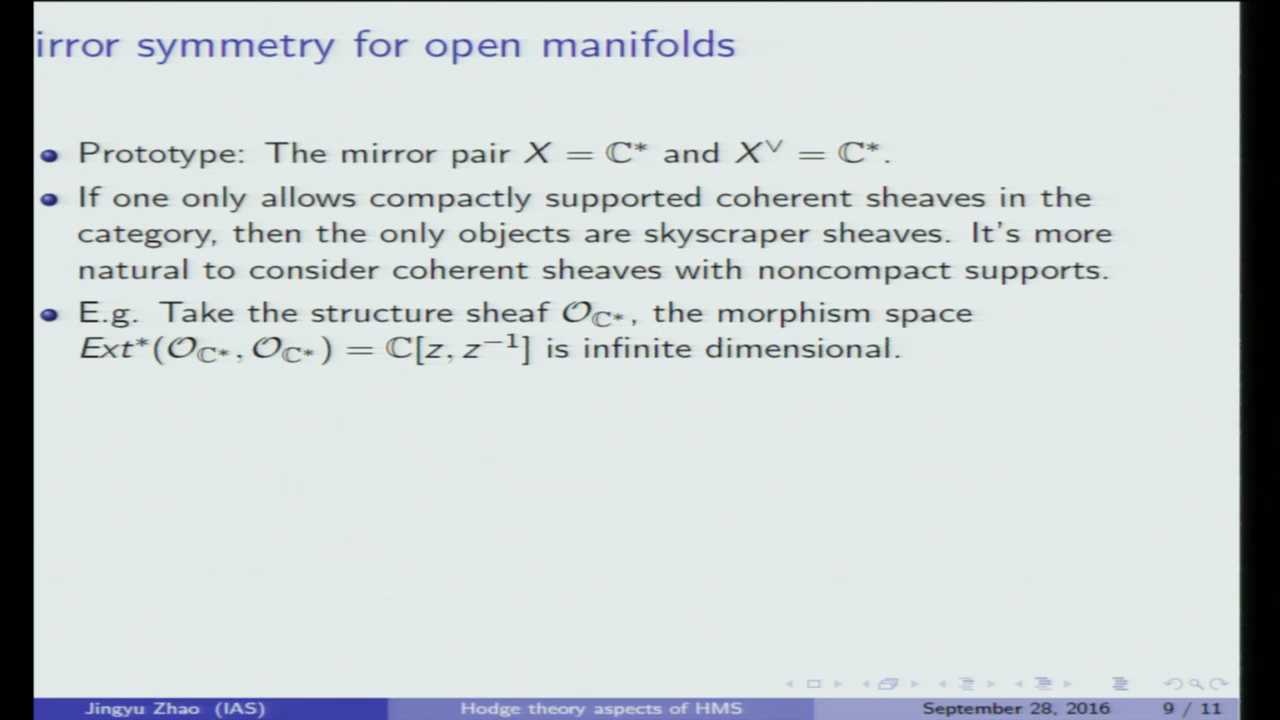 irror symmetry for open manifolds
Prototype: The mirror pair X = ℂ* and X^∨ = ℂ*.
If one only allows compactly supported coherent sheaves in the
category, then the only objects are skyscraper sheaves. It's more
natural to consider coherent sheaves with noncompact supports.
E.g. Take the structure sheaf 𝒪_ℂ*, the morphism space
Ext*(𝒪_ℂ*, 𝒪_ℂ*) = ℂ[z, z⁻¹] is infinite dimensional.
Jingyu Zhao (IAS) Hodge theory aspects of HMS September 28, 2016 9 / 11